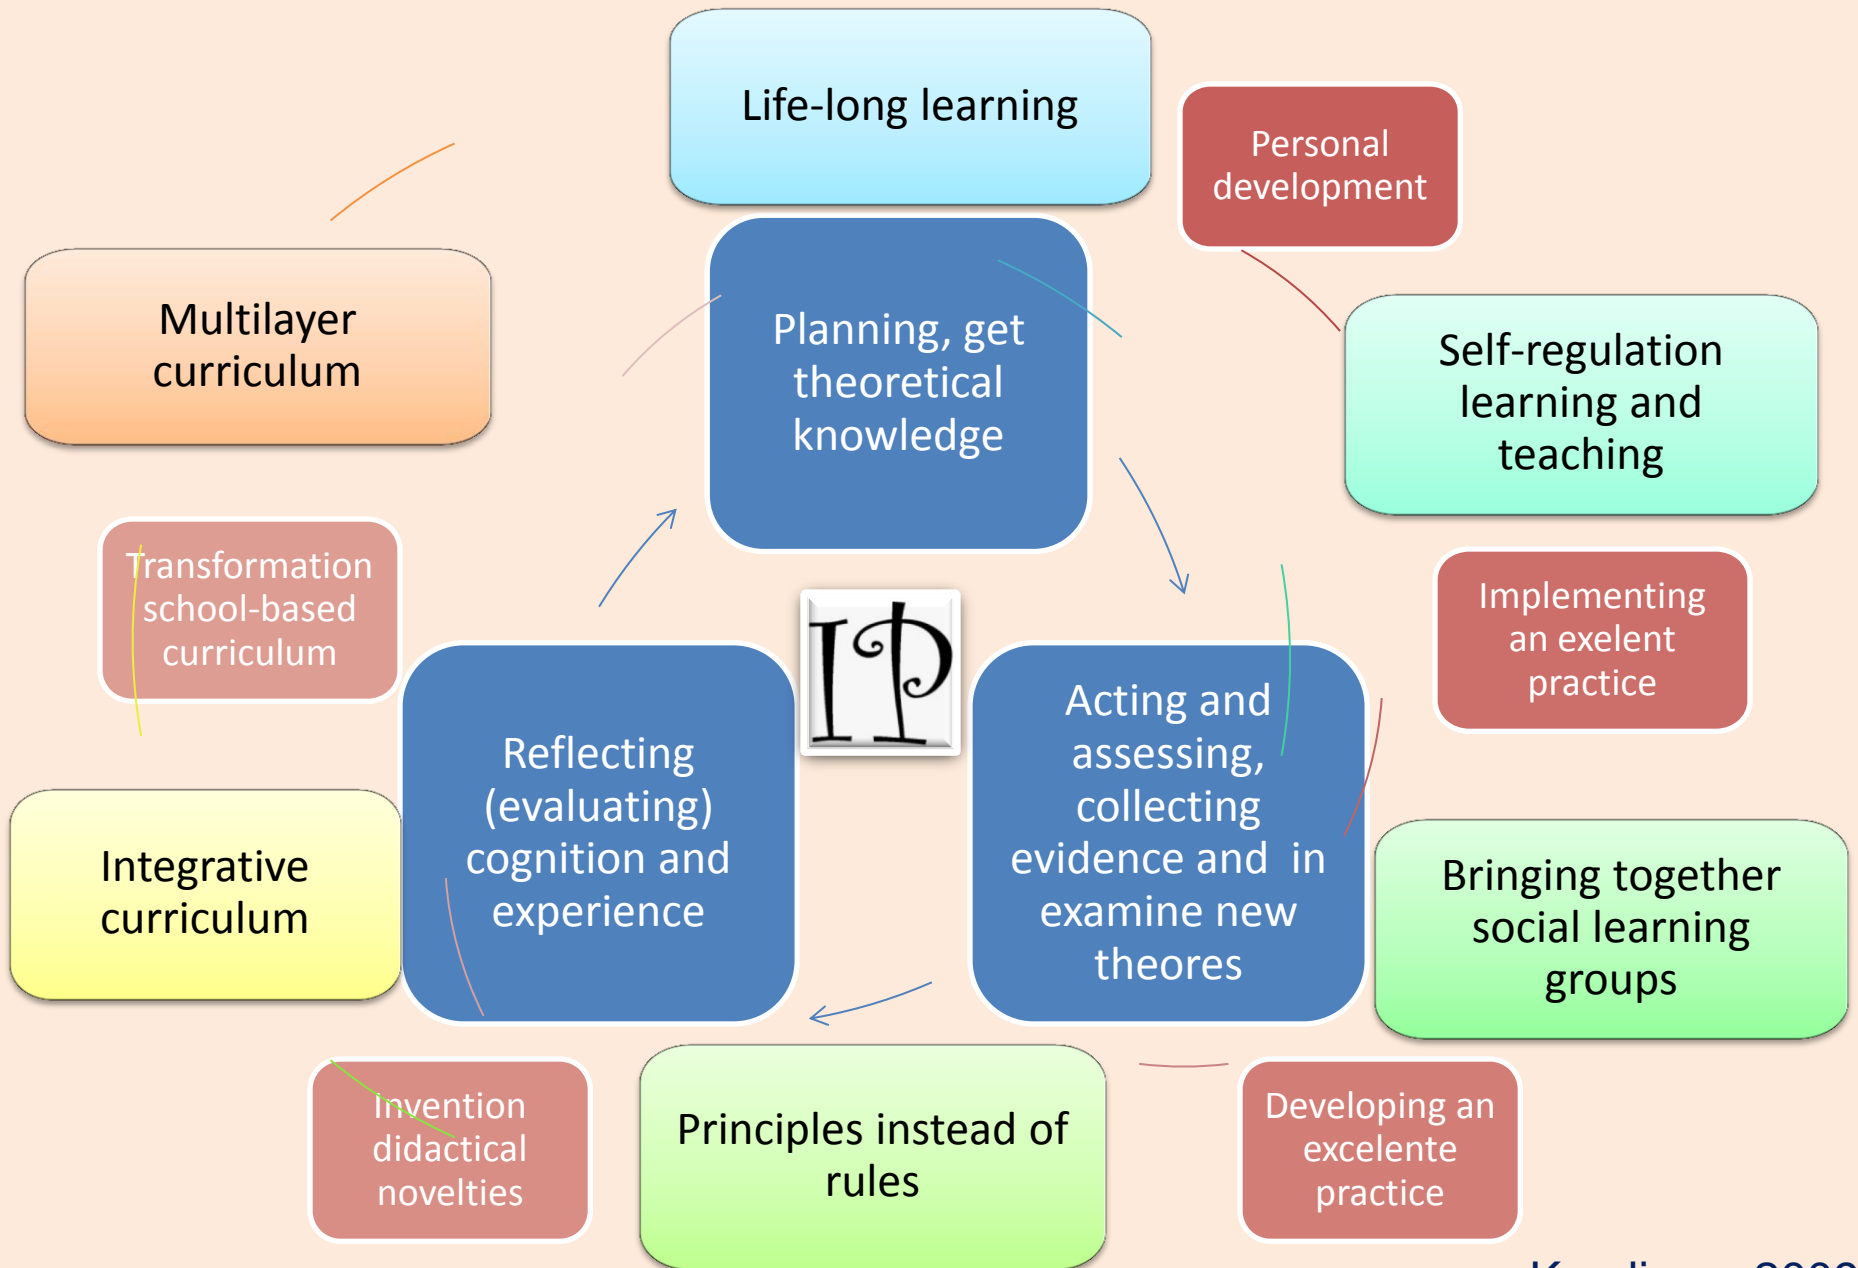 Life-long learning
Personal
development
Multilayer
curriculum
Planning, get
theoretical
knowledge
Self-regulation
learning and
teaching
Transformation
school-based
curriculum
IP
Implementing
an exelent
practice
Reflecting
(evaluating)
cognition and
experience
Acting and
assessing,
collecting
evidence and in
examine new
theores
Integrative
curriculum
Bringing together
social learning
groups
Invention
didactical
novelties
Principles instead of
rules
Developing an
excelente
practice